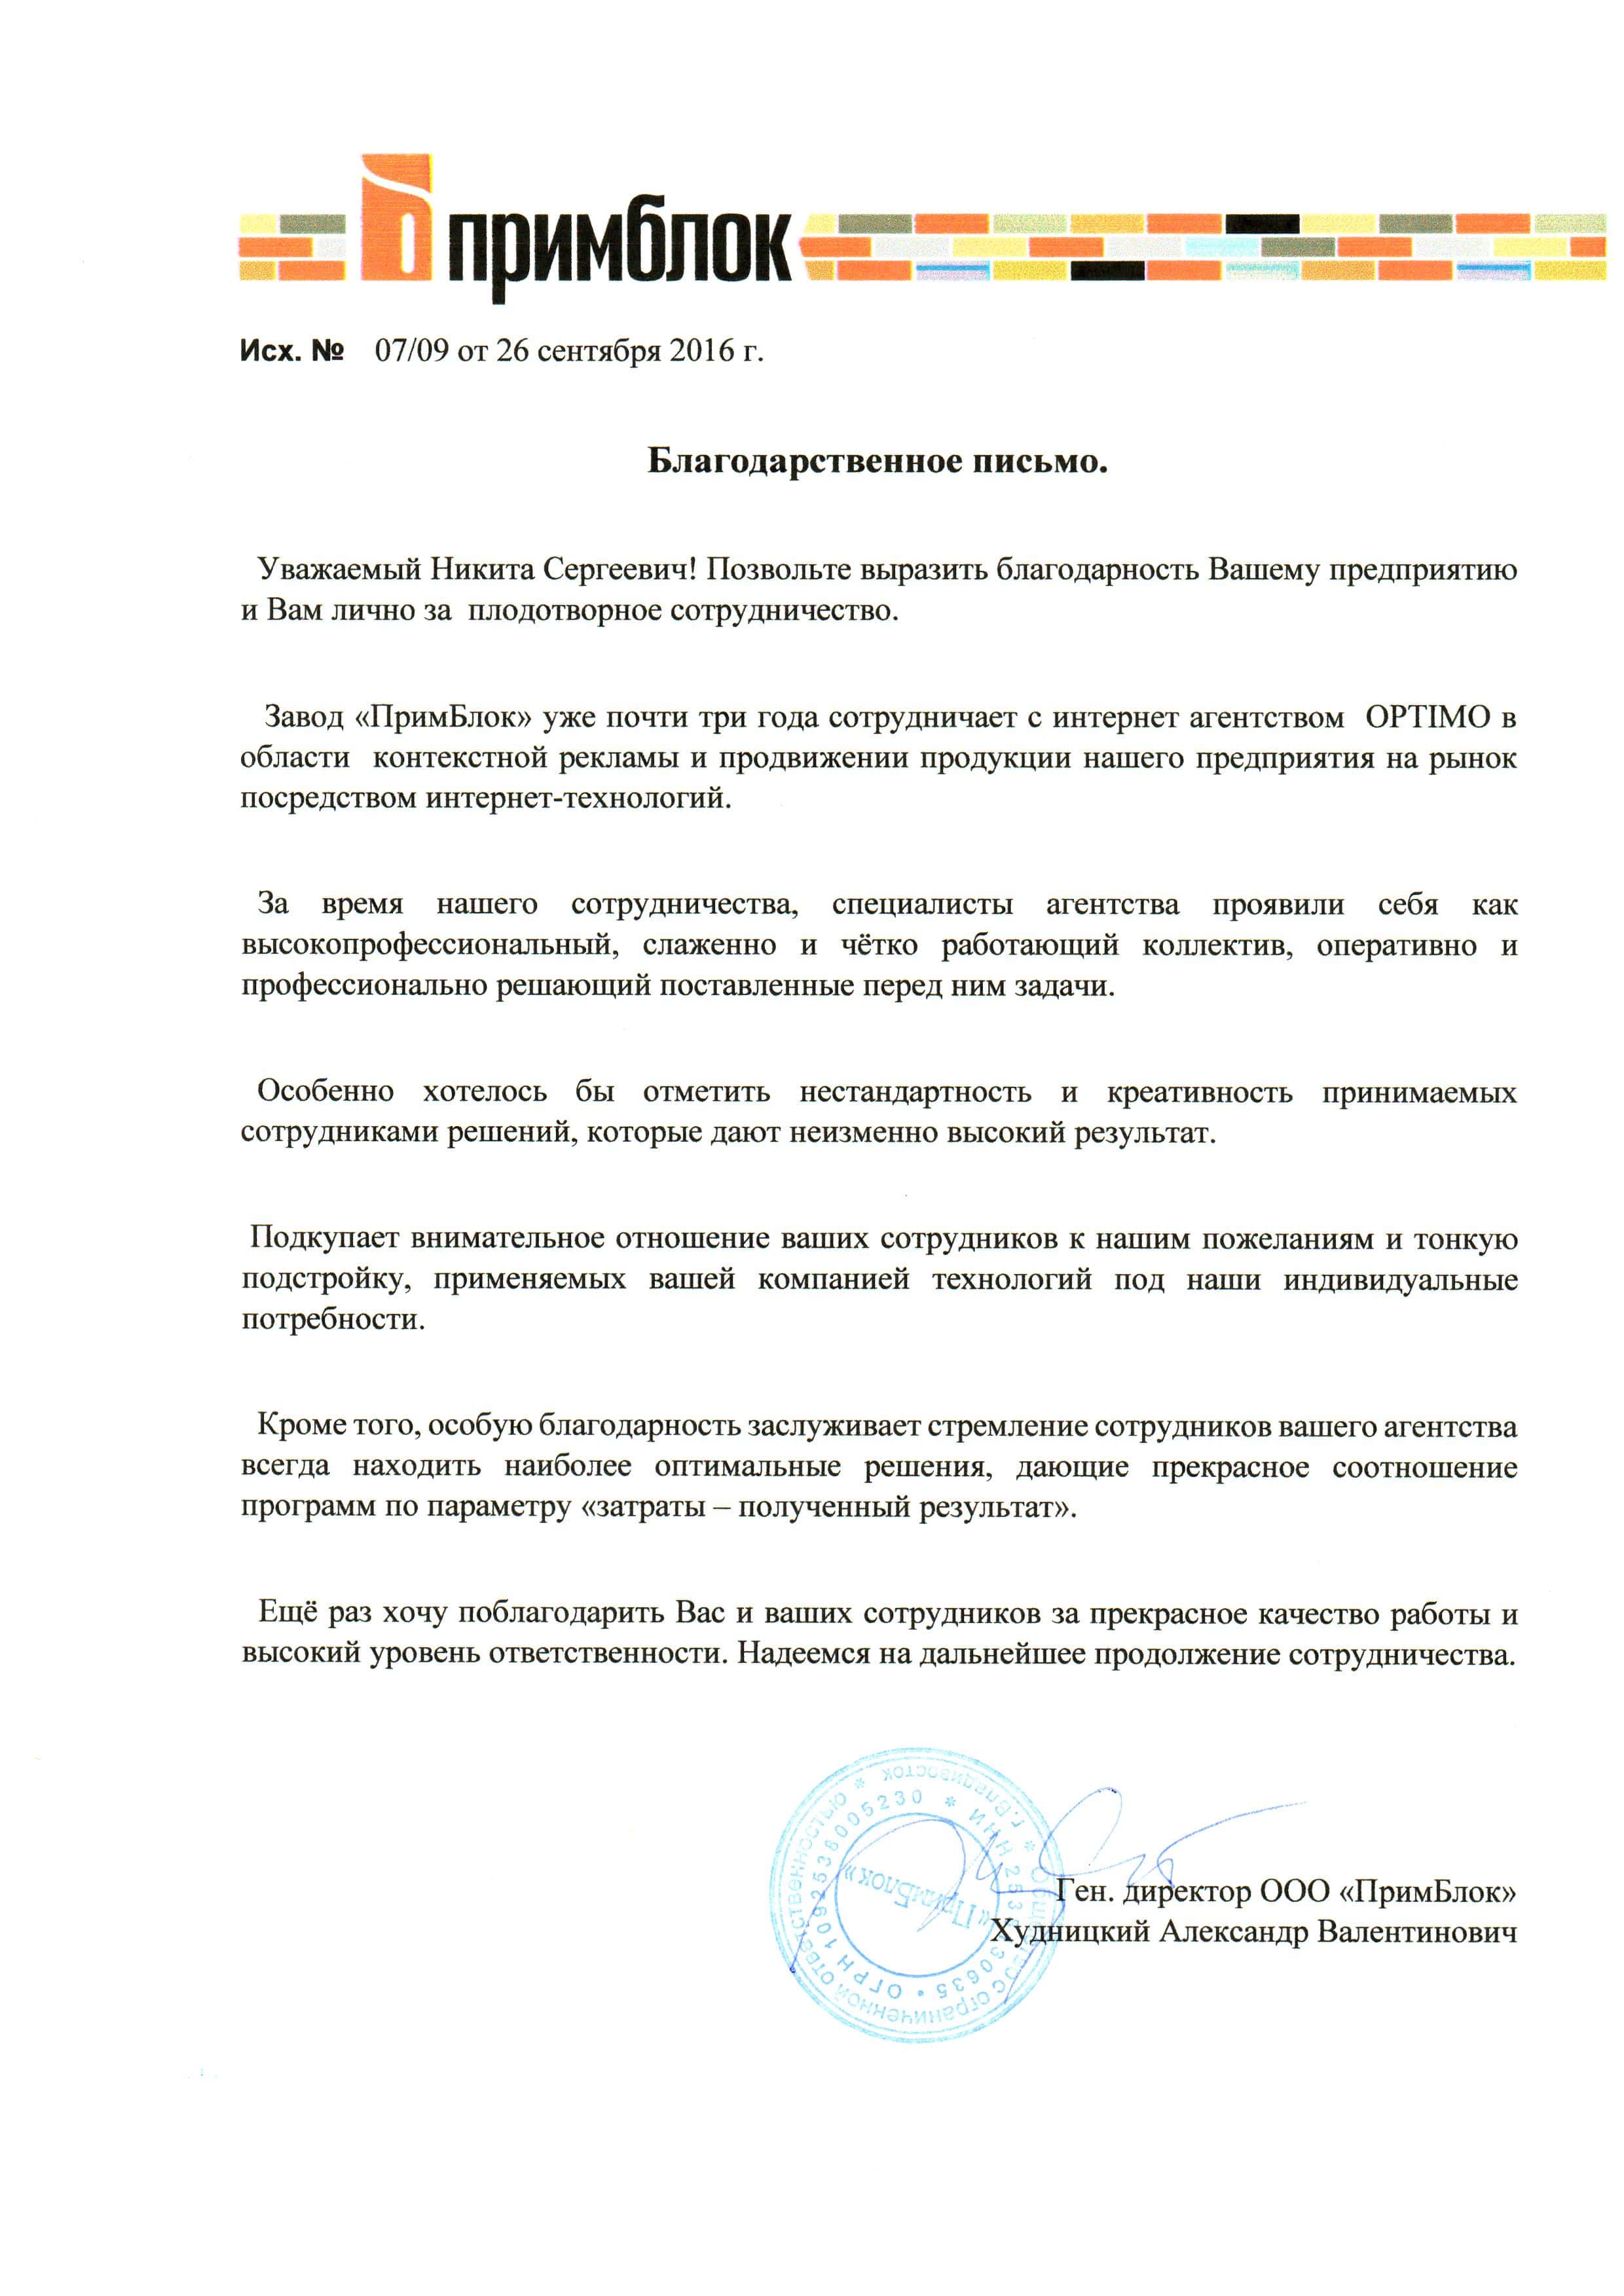 примблок
Исх. № 07/09 от 26 сентября 2016 г.
Благодарственное письмо.
Уважаемый Никита Сергеевич! Позвольте выразить благодарность Вашему предприятию
и Вам лично за плодотворное сотрудничество.
Завод «ПримБлок» уже почти три года сотрудничает с интернет агентством OPTIMO в
области контекстной рекламы и продвижении продукции нашего предприятия на рынок
посредством интернет-технологий.
За время нашего сотрудничества, специалисты агентства проявили себя как
высокопрофессиональный, слаженно и чётко работающий коллектив, оперативно и
профессионально решающий поставленные перед ним задачи.
Особенно хотелось бы отметить нестандартность и креативность принимаемых
сотрудниками решений, которые дают неизменно высокий результат.
Подкупает внимательное отношение ваших сотрудников к нашим пожеланиям и тонкую
подстройку, применяемых вашей компанией технологий под наши индивидуальные
потребности.
Кроме того, особую благодарность заслуживает стремление сотрудников вашего агентства
всегда находить наиболее оптимальные решения, дающие прекрасное соотношение
программ по параметру «затраты – полученный результат».
Ещё раз хочу поблагодарить Вас и ваших сотрудников за прекрасное качество работы и
высокий уровень ответственности. Надеемся на дальнейшее продолжение сотрудничества.
Ген. директор ООО «ПримБлок»
Худницкий Александр Валентинович
Общество с ограниченной ответственностью * г.Владивосток *
ОГРН 1092536005230 * ИНН
«ПримБлок»